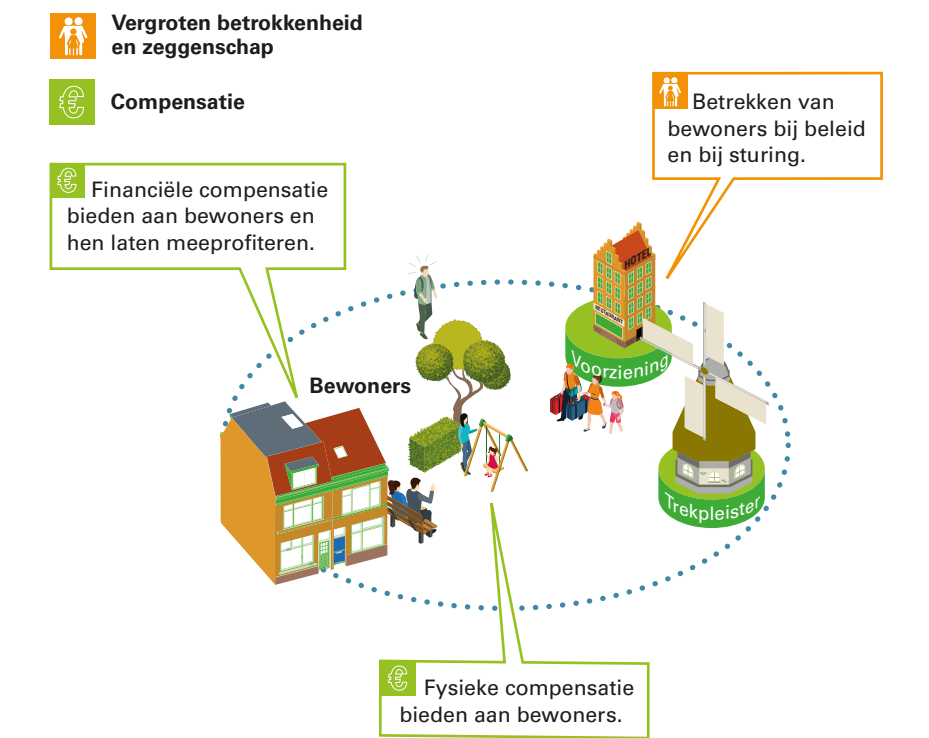 Vergroten betrokkenheid
en zeggenschap
Compensatie
Betrekken van
bewoners bij beleid
en bij sturing.
Financiële compensatie
bieden aan bewoners en
hen laten meeprofiteren.
HOTEL
RESTAURANT
Voorziening
Bewoners
Trekpleister
Fysieke compensatie
bieden aan bewoners.